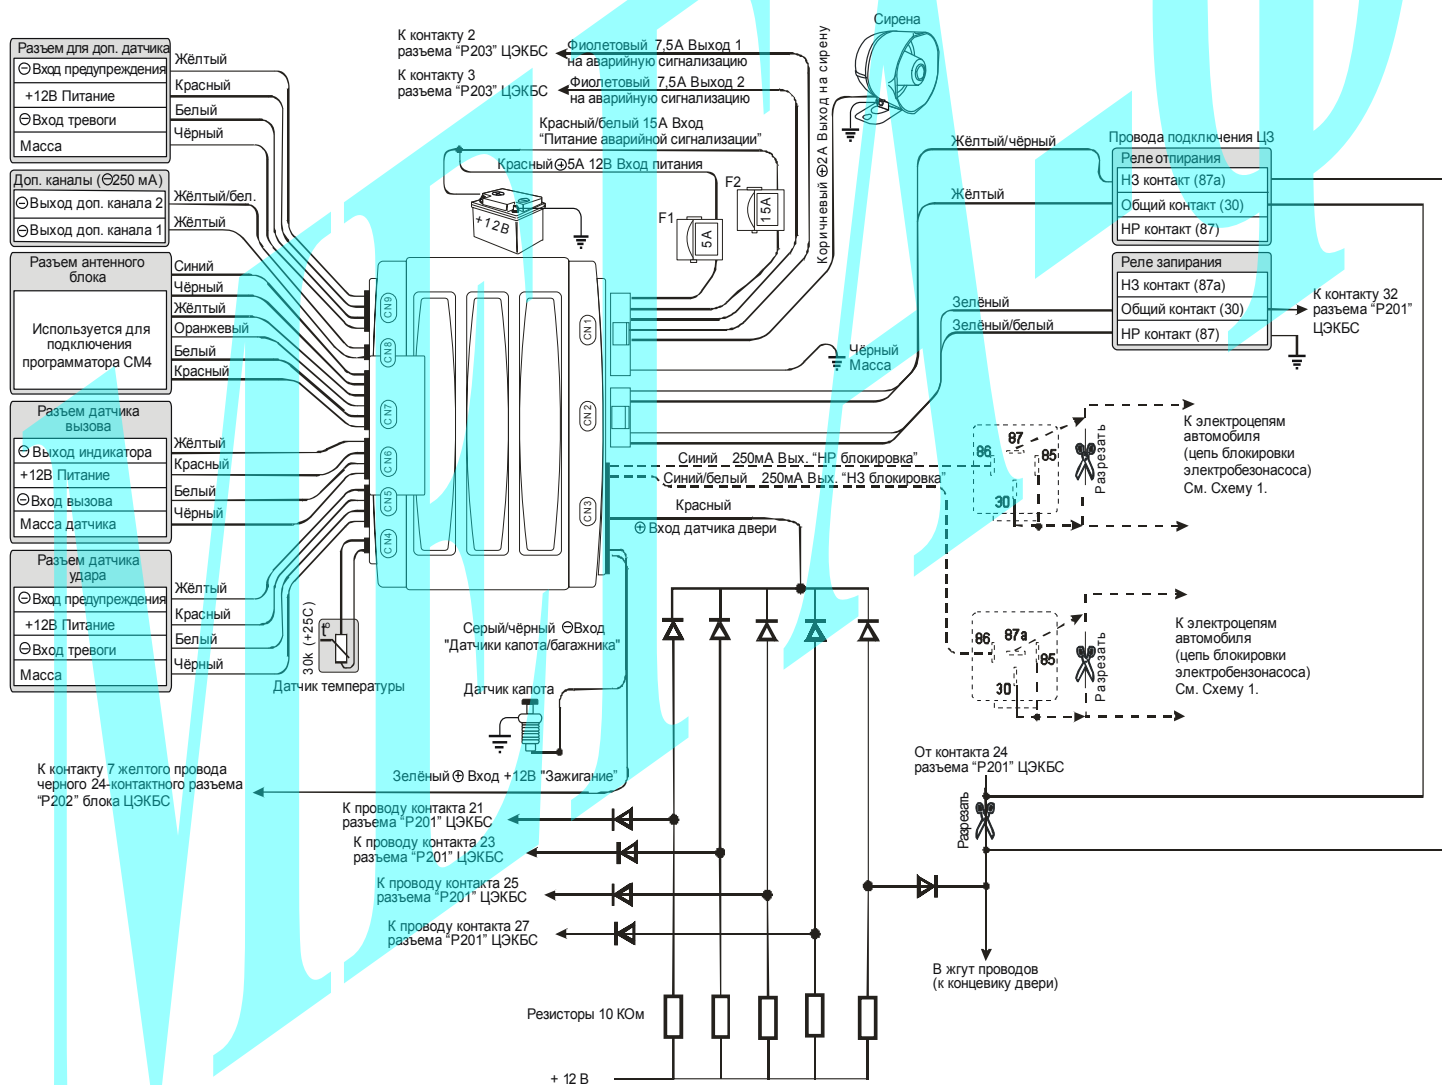 Сирена
К контакту 2
разъема “P203” ЦЭКБС
Фиолетовый 7,5А Выход 1
на аварийную сигнализацию
К контакту 3
разъема “P203” ЦЭКБС
Фиолетовый 7,5А Выход 2
на аварийную сигнализацию
Красный/белый 15А Вход
“Питание аварийной сигнализации”
Красный⊕5А 12В Вход питания
+12В
F1
5А
F2
15А
Коричневый ⊕2А Выход на сирену
Разъем для доп. датчика
⊖Вход предупреждения
+12В Питание
⊖Вход тревоги
Масса
Жёлтый
Красный
Белый
Чёрный
Доп. каналы (⊖250 мА)
⊖Выход доп. канала 2
⊖Выход доп. канала 1
Жёлтый/бел.
Жёлтый
Разъем антенного
блока
Используется для
подключения
программатора СМ4
Синий
Чёрный
Жёлтый
Оранжевый
Белый
Красный
Разъем датчика
вызова
⊖Выход индикатора
+12В Питание
⊖Вход вызова
Масса датчика
Жёлтый
Красный
Белый
Чёрный
Разъем датчика
удара
⊖Вход предупреждения
+12В Питание
⊖Вход тревоги
Масса
Жёлтый
Красный
Белый
Чёрный
CN9
CN8
CN7
CN6
CN5
CN4
CN1
CN2
CN3
30k (+25C)
t°
Датчик температуры
Жёлтый/чёрный
Жёлтый
Зелёный
Зелёный/белый
Провода подключения ЦЗ
Реле отпирания
НЗ контакт (87а)
Общий контакт (30)
НР контакт (87)
Реле запирания
НЗ контакт (87а)
Общий контакт (30)
НР контакт (87)
К контакту 32
разъема “P201”
ЦЭКБС
Чёрный
Масса
Синий 250мА Вых. “НР блокировка”
Синий/белый 250мА Вых. “НЗ блокировка”
Красный
⊕Вход датчика двери
86
87
85
30
Разрезать
К электроцепям
автомобиля
(цепь блокировки
электробезонасоса)
См. Схему 1.
86
87а
85
30
Разрезать
К электроцепям
автомобиля
(цепь блокировки
электробензонасоса)
См. Схему 1.
Серый/чёрный ⊖Вход
"Датчики капота/багажника"
Датчик капота
Зелёный ⊕ Вход +12В "Зажигание"
К контакту 7 желтого провода
черного 24-контактного разъема
“P202” блока ЦЭКБС
К проводу контакта 21
разъема “P201” ЦЭКБС
К проводу контакта 23
разъема “P201” ЦЭКБС
К проводу контакта 25
разъема “P201” ЦЭКБС
К проводу контакта 27
разъема “P201” ЦЭКБС
От контакта 24
разъема “P201” ЦЭКБС
Разрезать
В жгут проводов
(к концевику двери)
Резисторы 10 КОм
+ 12 В